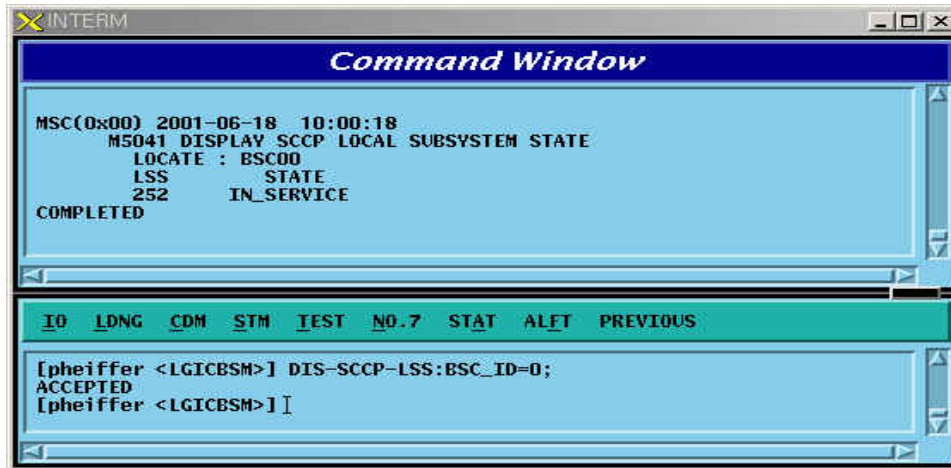 INTERM
Command Window
MSC(0x00) 2001-06-18 10:00:18
M5041 DISPLAY SCCP LOCAL SUBSYSTEM STATE
LOCATE : BSC00
LSS STATE
252 IN_SERVICE
COMPLETED
IO LDNG CDM STM TEST NO.7 STAT ALFT PREVIOUS
[pheiffer <LGICBSM>] DIS-SCCP-LSS:BSC_ID=0;
ACCEPTED
[pheiffer <LGICBSM>]